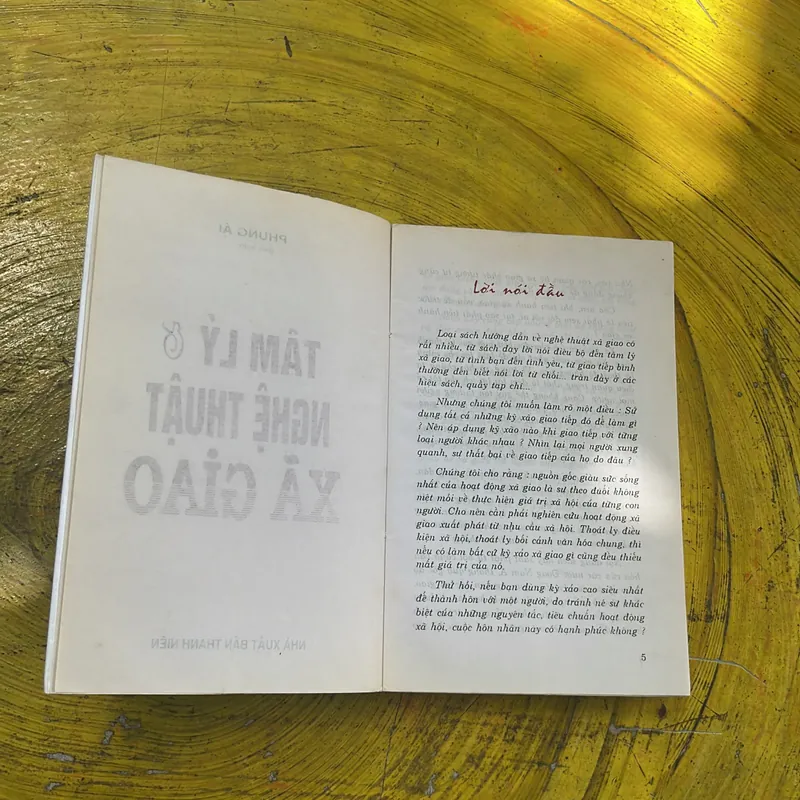 PHỤNG ÁI
TÂM LÝ &
NGHỆ THUẬT
XÃ GIAO
NHÀ XUẤT BẢN THANH NIÊN
Lời nói đầu
Loại sách hướng dẫn về nghệ thuật xã giao có
rất nhiều, từ sách dạy lời nói điệu bộ đến tâm lý
xã giao, từ tình bạn đến tình yêu, từ giao tiếp bình
thường đến biết nói lời từ chối... tràn đầy ở các
hiệu sách, quầy tạp chí...
Nhưng chúng tôi muốn làm rõ một điều : Sử
dụng tất cả những kỹ xảo giao tiếp đó để làm gì
? Nên áp dụng kỹ xảo nào khi giao tiếp với từng
loại người khác nhau ? Nhìn lại mọi người xung
quanh, sự thất bại về giao tiếp của họ do đâu ?
Chúng tôi cho rằng : nguồn gốc giàu sức sống
nhất của hoạt động xã giao là sự theo đuổi không
mệt mỏi về thực hiện giá trị xã hội của từng con
người. Cho nên cần phải nghiên cứu hoạt động xã
giao xuất phát từ nhu cầu xã hội. Thoát ly điều
kiện xã hội, thoát ly bối cảnh văn hóa chung, thì
nếu có làm bất cứ kỹ xảo xã giao gì cũng đều thiếu
mất giá trị của nó.
Thử hỏi, nếu bạn dùng kỹ xảo cao siêu nhất
để thành hôn với một người, do tránh né sự khác
biệt của những nguyên tắc, tiêu chuẩn hoạt động
xã hội, cuộc hôn nhân này có hạnh phúc không ?
5